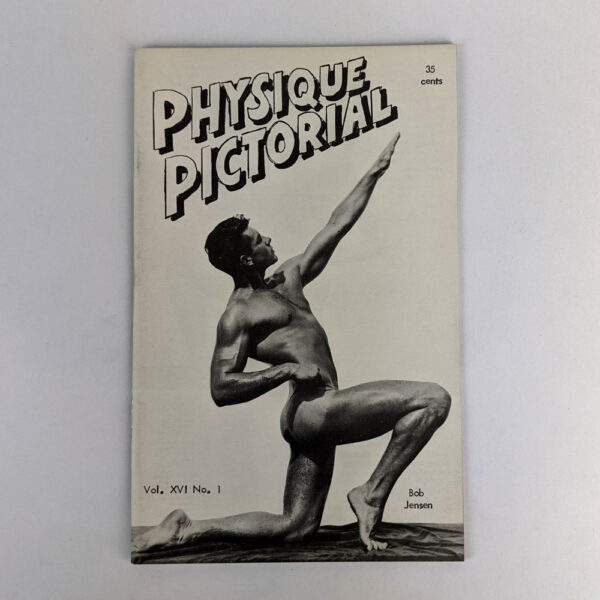 PHYSIQUE
PICTORIAL
35
cents
Vol. XVI No. 1
Bob
Jensen